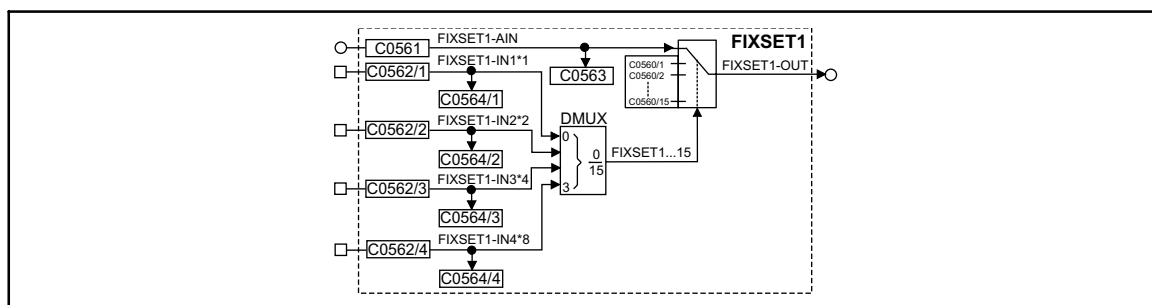 FIXSET1
C0561
FIXSET1-AIN
C0563
C0560/1
C0560/2
C0560/15
FIXSET1-OUT
C0562/1
FIXSET1-IN1*1
C0564/1
C0562/2
FIXSET1-IN2*2
C0564/2
C0562/3
FIXSET1-IN3*4
C0564/3
C0562/4
FIXSET1-IN4*8
C0564/4
DMUX
0
3
0
15
FIXSET1...15